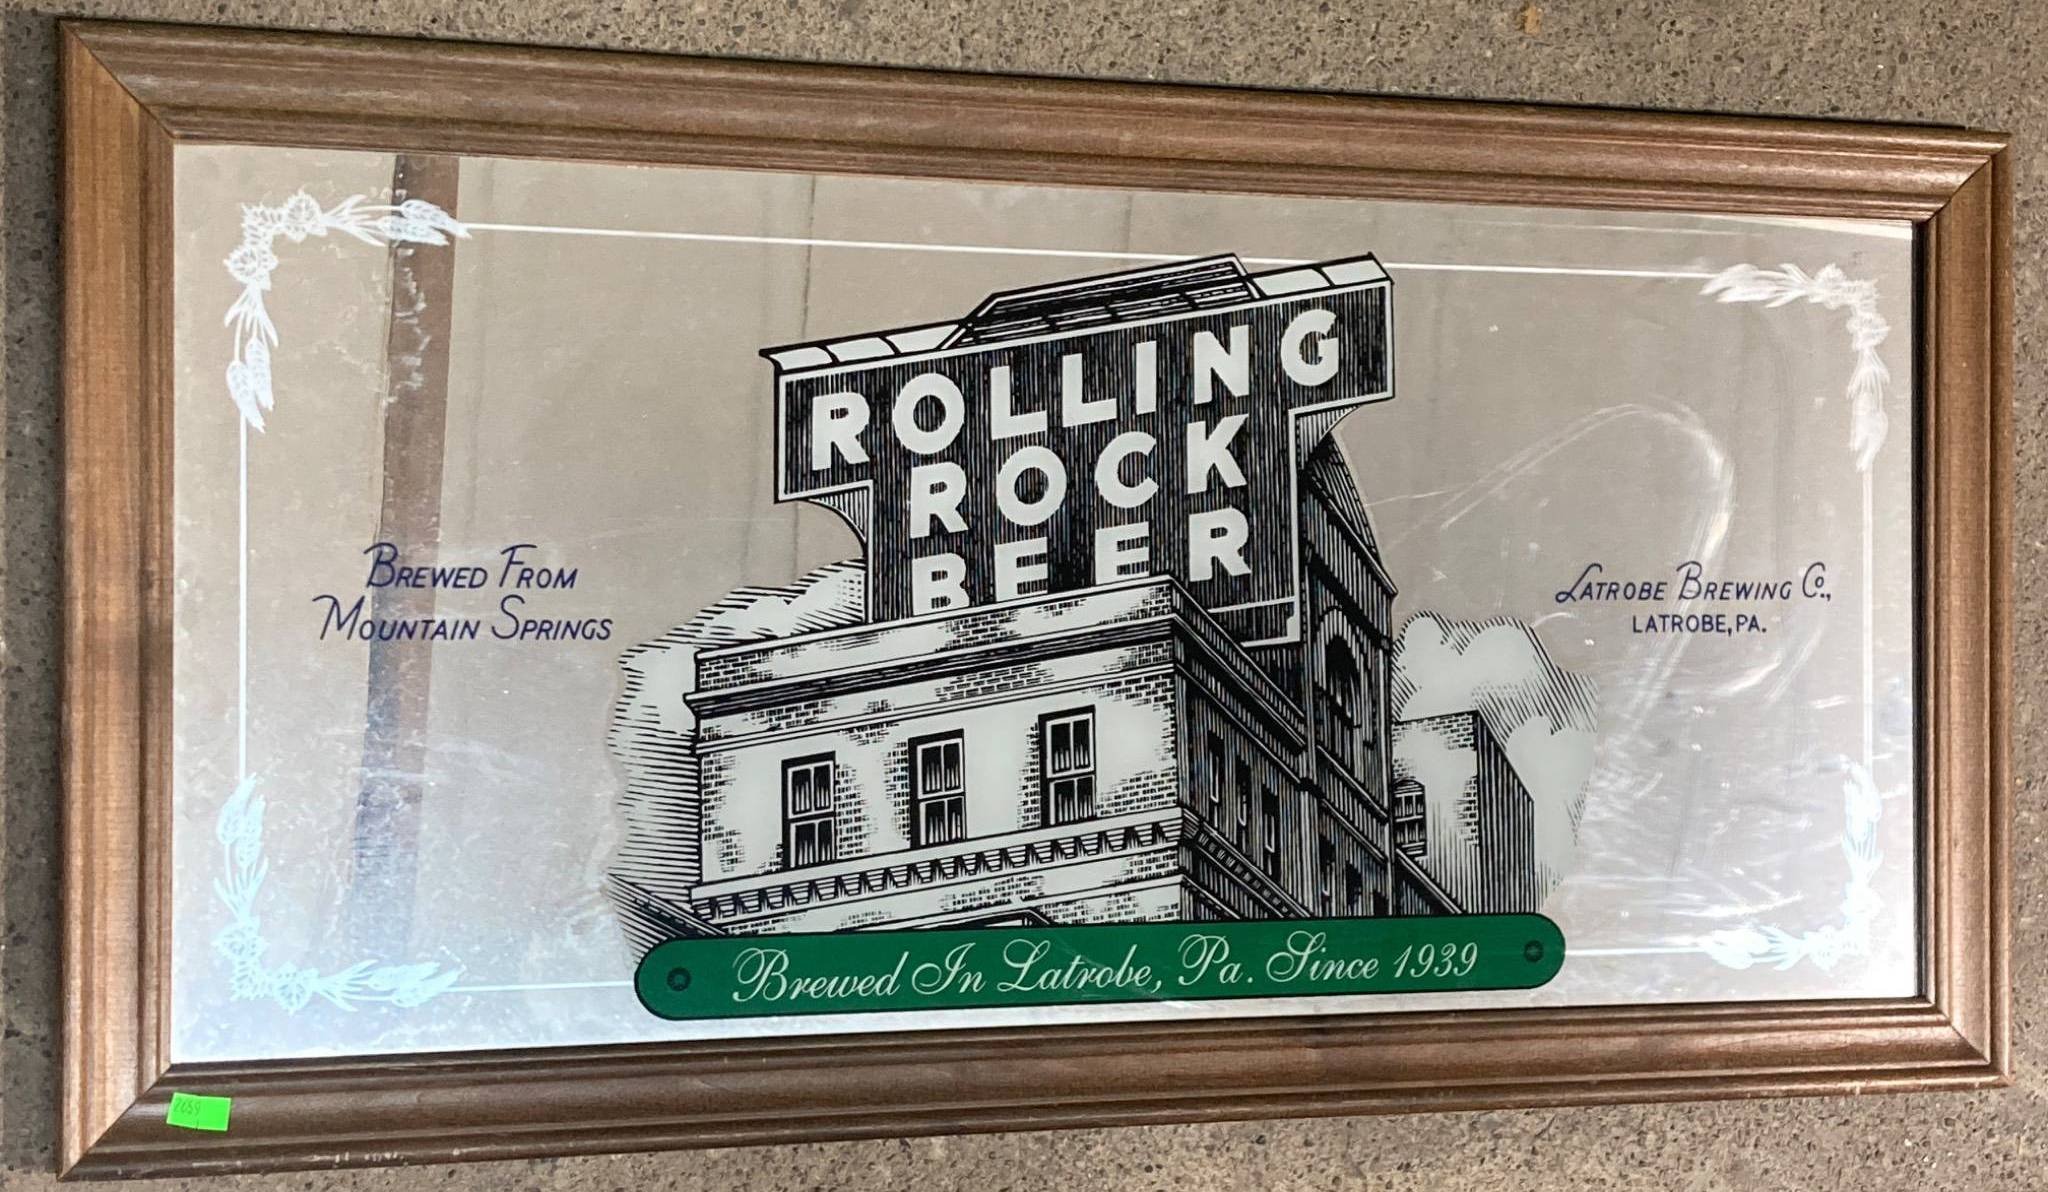 ROLLING
ROCK
BEER
BREWED FROM
MOUNTAIN SPRINGS
LATROBE BREWING CO.,
LATROBE, PA.
Brewed In Latrobe, Pa. Since 1939